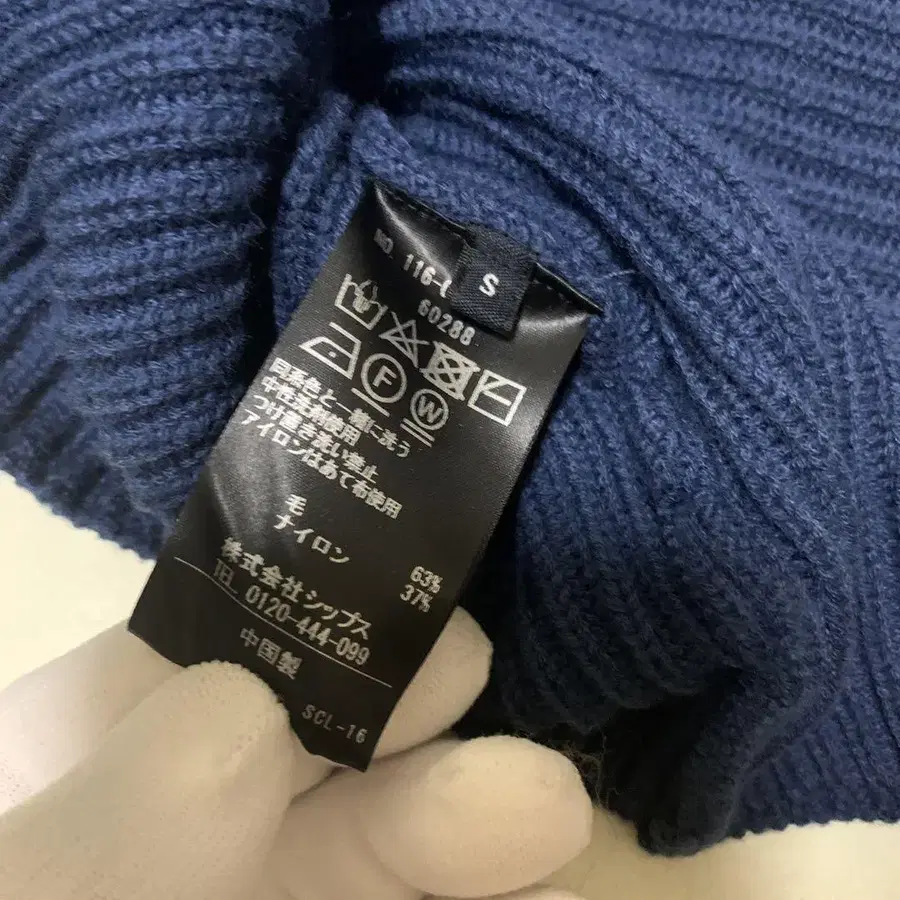 S
NO. 116-
60288
F
W
同系色と一緒に洗う
中性洗剤使用
つけ置き洗い禁止
アイロンはあて布使用
毛 63%
ナイロン 37%
株式会社シップス
TEL. 0120-444-099
中国製
SCL-16